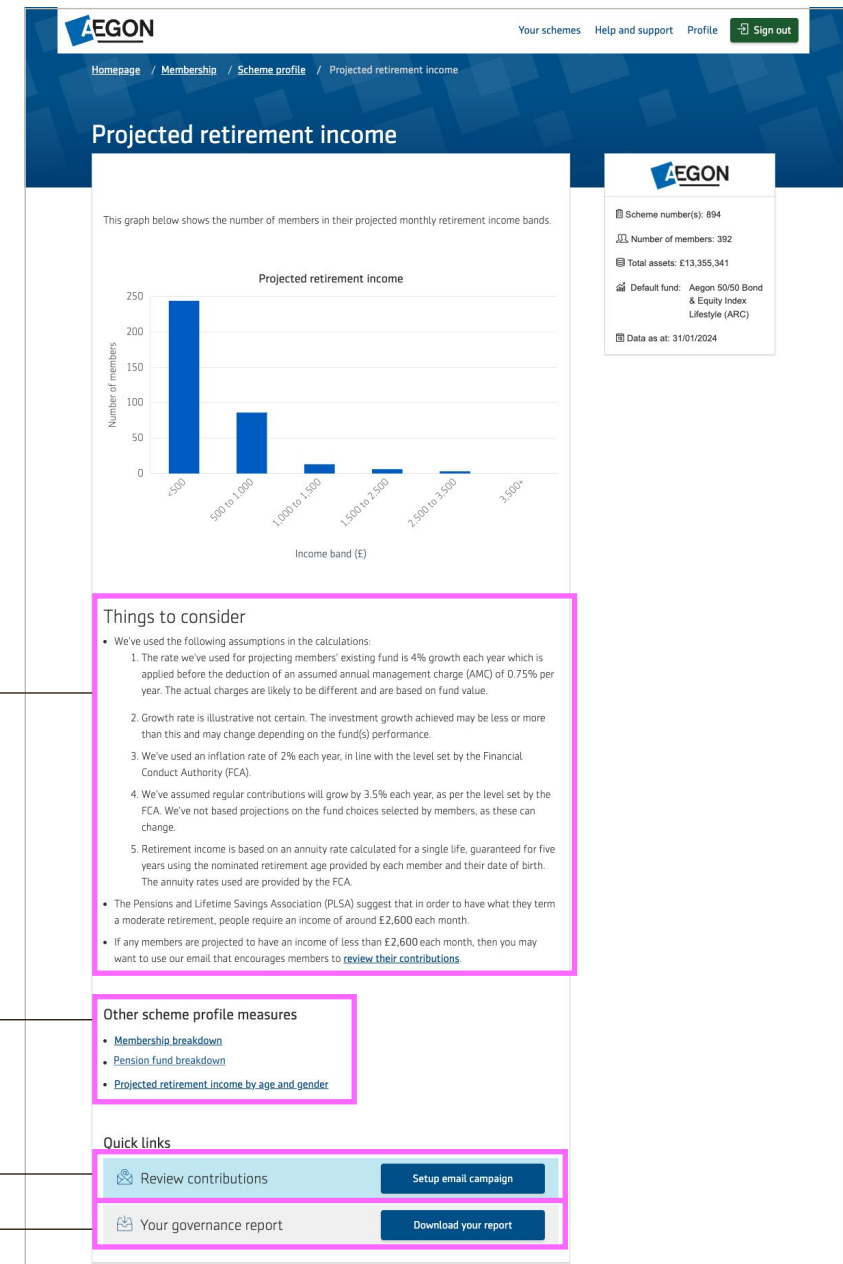 AEGON
Your schemes Help and support Profile Sign out
Homepage / Membership / Scheme profile / Projected retirement income
Projected retirement income
AEGON
Scheme number(s): 894
Number of members: 392
Total assets: £13,355,341
Default fund: Aegon 50/50 Bond
& Equity Index
Lifestyle (ARC)
Data as at: 31/01/2024
This graph below shows the number of members in their projected monthly retirement income bands.
Projected retirement income
Number of members
250
200
150
100
50
0
<500
500 to 1,000
1,000 to 1,500
1,500 to 2,500
2,500 to 3,500
3,500+
Income band (£)
Things to consider
• We've used the following assumptions in the calculations:
1. The rate we've used for projecting members' existing fund is 4% growth each year which is
applied before the deduction of an assumed annual management charge (AMC) of 0.75% per
year. The actual charges are likely to be different and are based on fund value.
2. Growth rate is illustrative not certain. The investment growth achieved may be less or more
than this and may change depending on the fund(s) performance.
3. We've used an inflation rate of 2% each year, in line with the level set by the Financial
Conduct Authority (FCA).
4. We've assumed regular contributions will grow by 3.5% each year, as per the level set by the
FCA. We've not based projections on the fund choices selected by members, as these can
change.
5. Retirement income is based on an annuity rate calculated for a single life, guaranteed for five
years using the nominated retirement age provided by each member and their date of birth.
The annuity rates used are provided by the FCA.
• The Pensions and Lifetime Savings Association (PLSA) suggest that in order to have what they term
a moderate retirement, people require an income of around £2,600 each month.
• If any members are projected to have an income of less than £2,600 each month, then you may
want to use our email that encourages members to review their contributions.
Other scheme profile measures
• Membership breakdown
• Pension fund breakdown
• Projected retirement income by age and gender
Quick links
Review contributions Setup email campaign
Your governance report Download your report